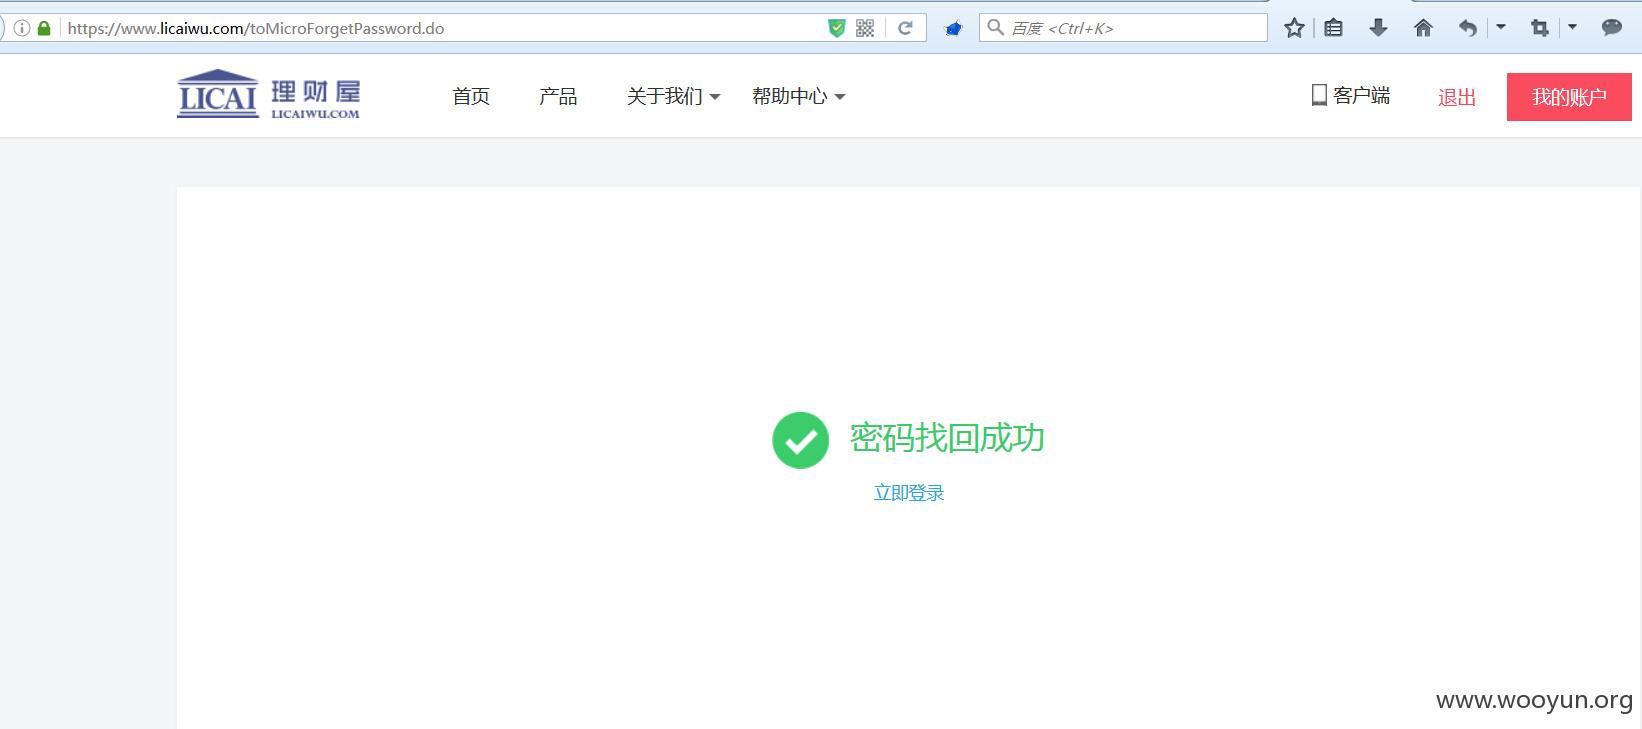 https://www.licaiwu.com/toMicroForgetPassword.do
百度 <Ctrl+K>
LICAI 理财屋
LICAIWU.COM
首页 产品 关于我们 帮助中心 客户端 退出 我的账户
密码找回成功
立即登录
www.wooyun.org